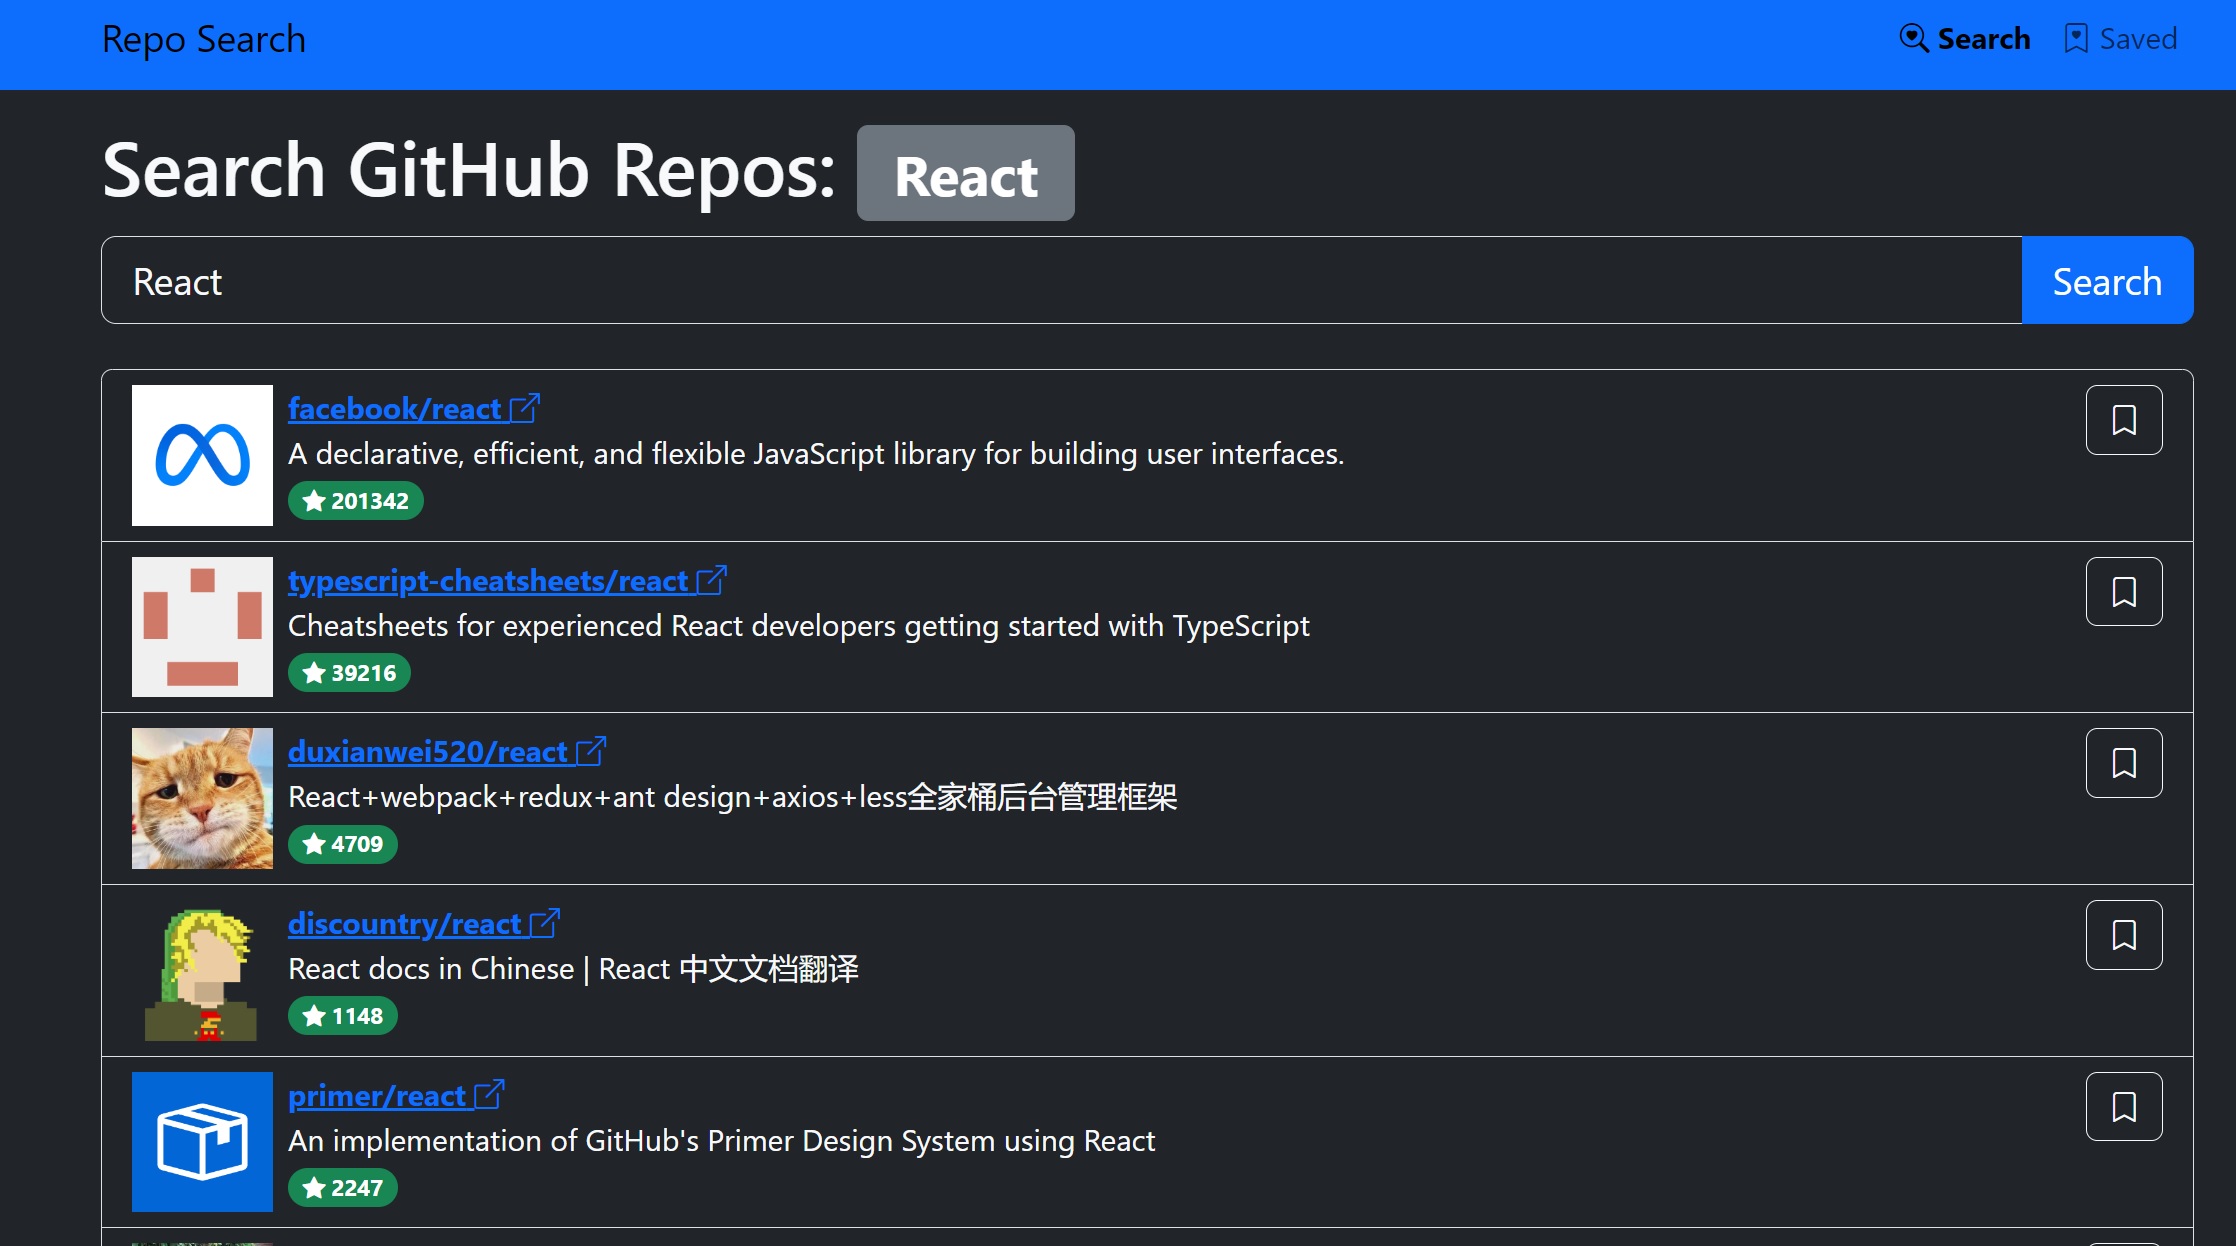 Repo Search
Search
Saved
Search GitHub Repos: React
React
Search
facebook/react
A declarative, efficient, and flexible JavaScript library for building user interfaces.
201342
typescript-cheatsheets/react
Cheatsheets for experienced React developers getting started with TypeScript
39216
duxianwei520/react
React+webpack+redux+ant design+axios+less全家桶后台管理框架
4709
discountry/react
React docs in Chinese | React 中文文档翻译
1148
primer/react
An implementation of GitHub's Primer Design System using React
2247